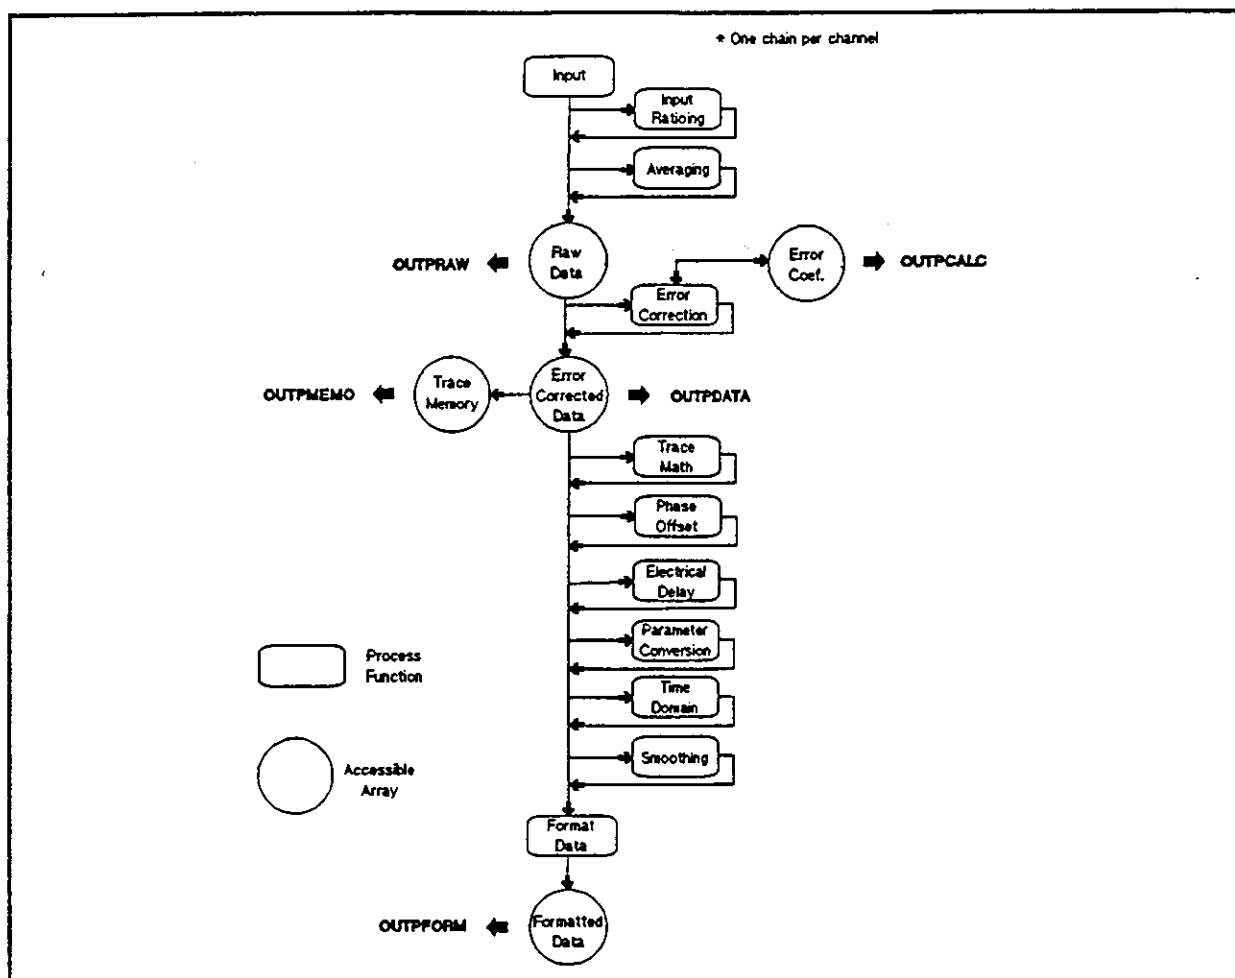 * One chain per channel
Input
Input
Ratioing
Averaging
Raw
Data
OUTPRAW
Error
Coef.
OUTPCALC
Error
Correction
OUTPMEMO
Trace
Memory
Error
Corrected
Data
OUTPDATA
Trace
Math
Phase
Offset
Electrical
Delay
Parameter
Conversion
Process
Function
Time
Domain
Smoothing
Accessible
Array
Format
Data
OUTPFORM
Formatted
Data